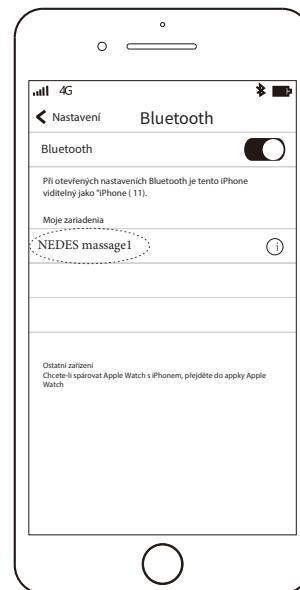 4G
Nastavení Bluetooth
Bluetooth
Při otevřených nastaveních Bluetooth je tento iPhone
viditelný jako "iPhone ( 11).
Moje zariadenia
NEDES massage1 i
Ostatní zařízení
Chcete-li spárovat Apple Watch s iPhonem, přejděte do appky Apple
Watch